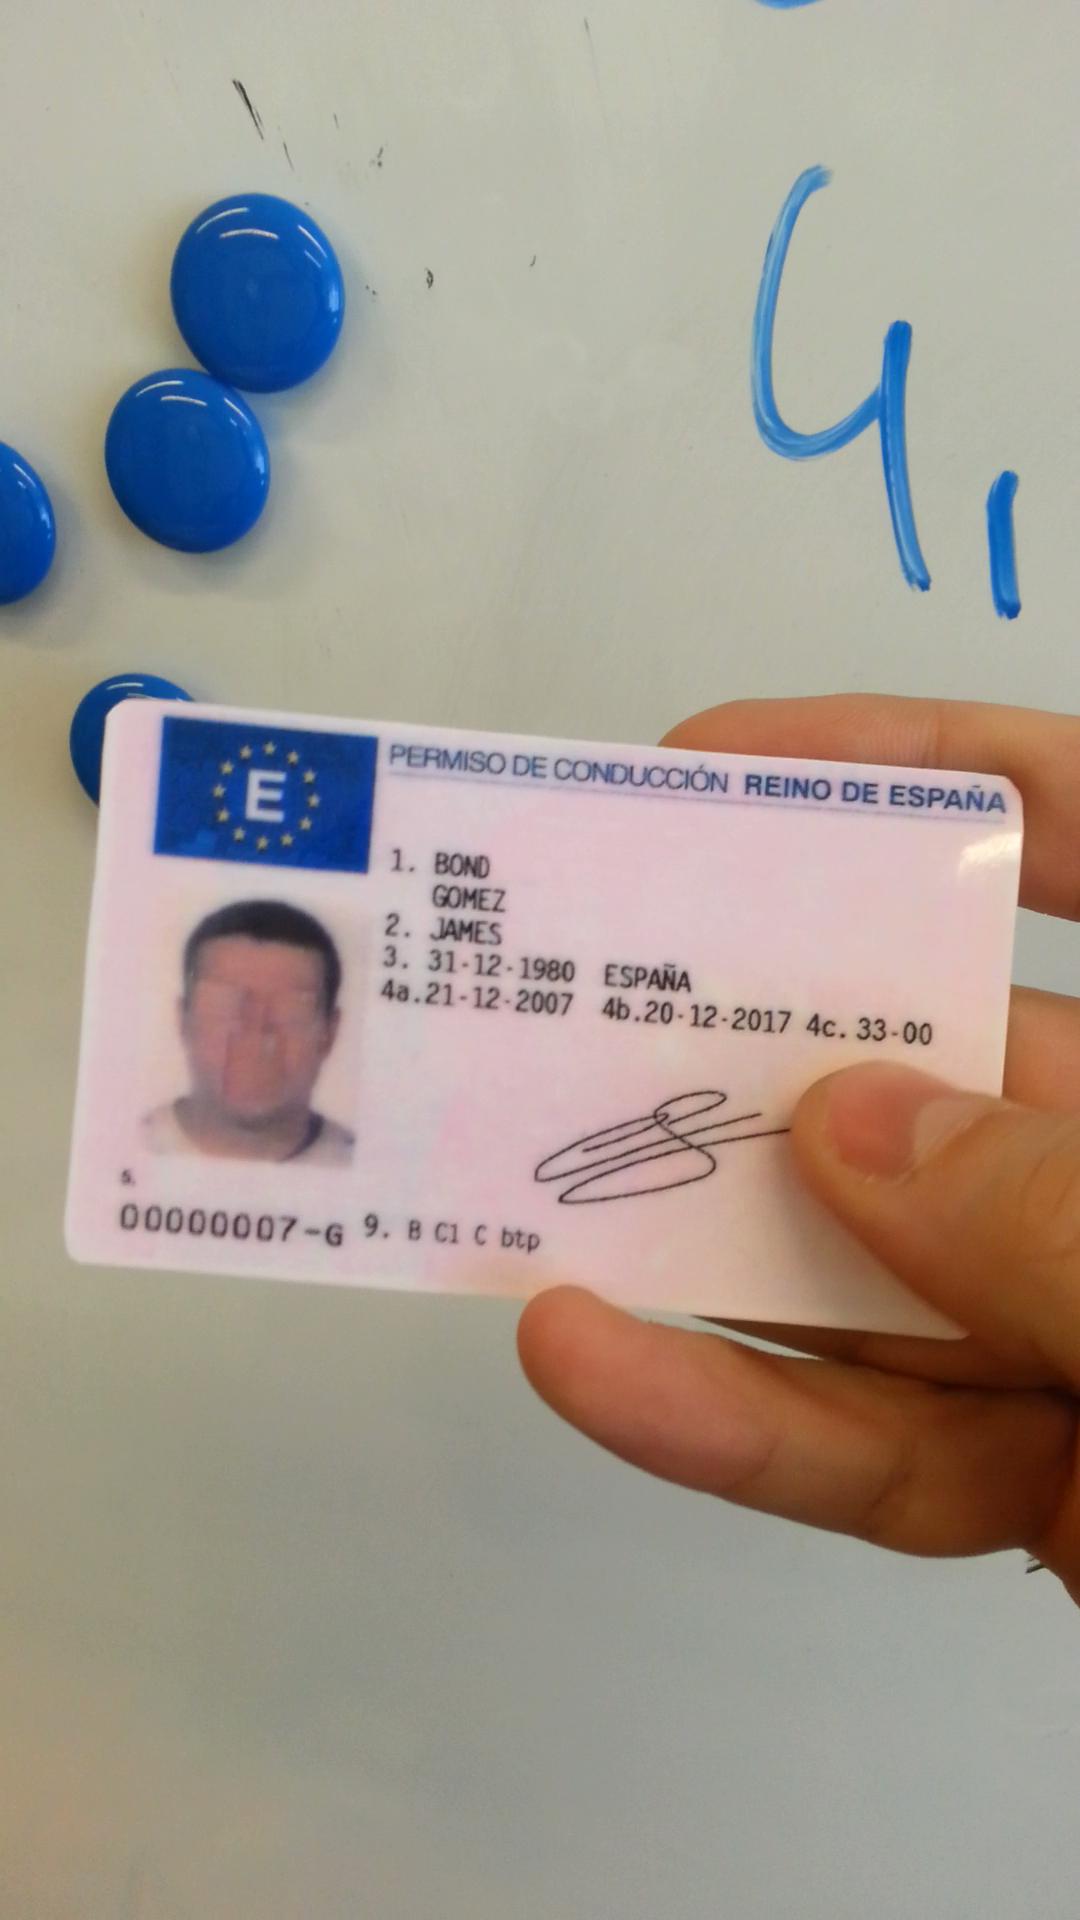 4,
E
PERMISO DE CONDUCCIÓN REINO DE ESPAÑA
1. BOND
GOMEZ
2. JAMES
3. 31-12-1980 ESPAÑA
4a.21-12-2007 4b.20-12-2017 4c. 33-00
5.
00000007-G 9. B C1 C btp